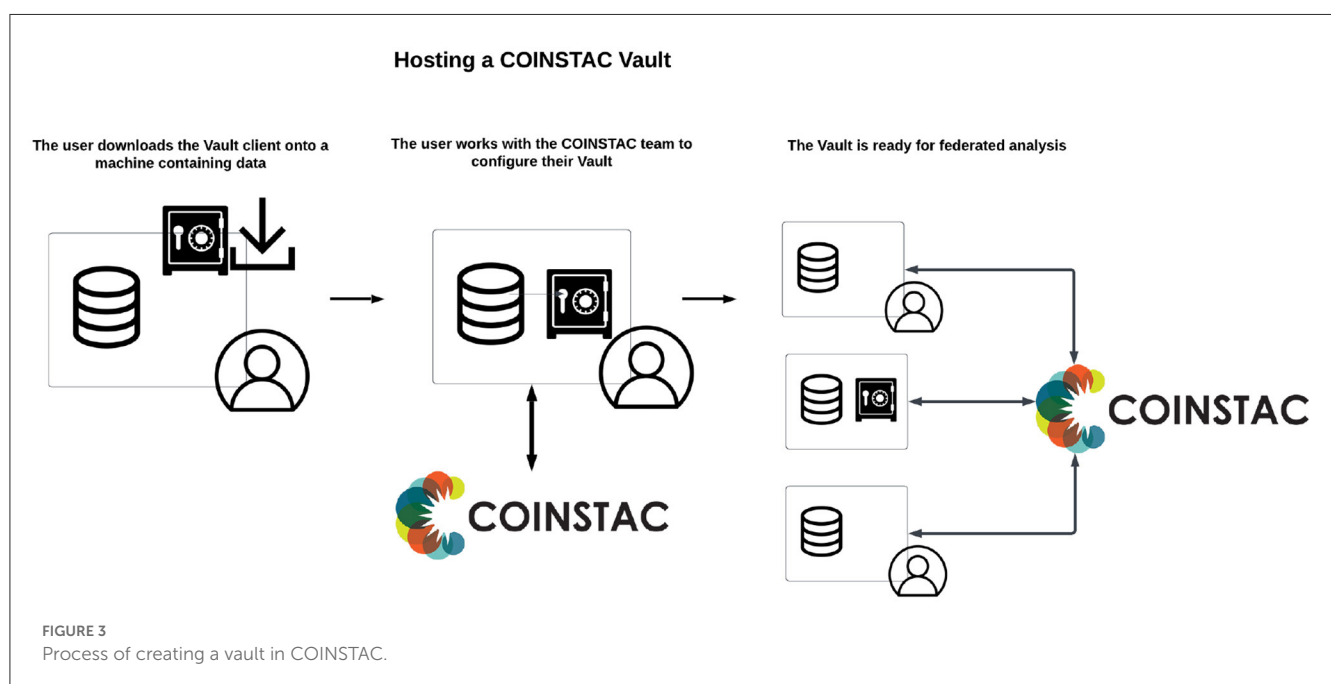 Hosting a COINSTAC Vault
The user downloads the Vault client onto a
machine containing data
The user works with the COINSTAC team to
configure their Vault
The Vault is ready for federated analysis
COINSTAC
COINSTAC
FIGURE 3
Process of creating a vault in COINSTAC.